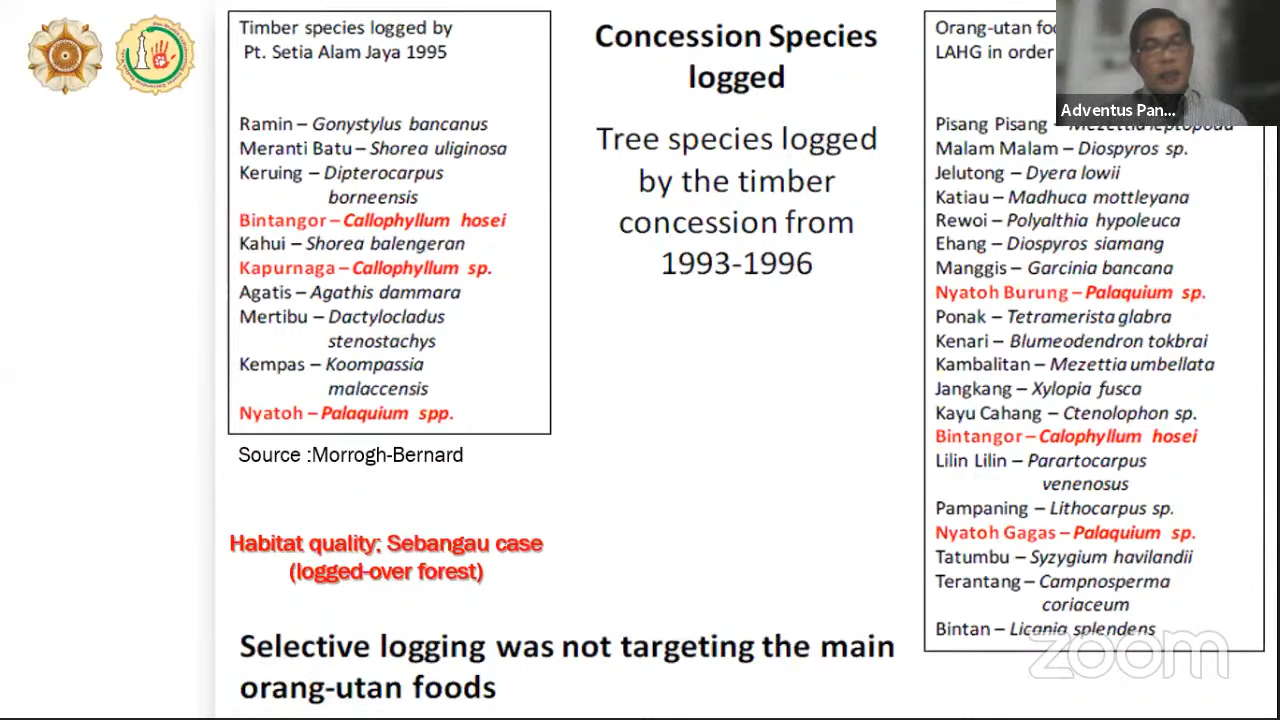 Timber species logged by
Pt. Setia Alam Jaya 1995
Ramin – Gonystylus bancanus
Meranti Batu – Shorea uliginosa
Keruing – Dipterocarpus
borneensis
Bintangor – Callophyllum hosei
Kahui – Shorea balengeran
Kapurnaga – Callophyllum sp.
Agatis – Agathis dammara
Mertibu – Dactylocladus
stenostachys
Kempas – Koompassia
malaccensis
Nyatoh – Palaquium spp.
Source :Morrogh-Bernard
Habitat quality; Sebangau case
(logged-over forest)
Selective logging was not targeting the main
orang-utan foods
Concession Species
logged
Tree species logged
by the timber
concession from
1993-1996
Orang-utan
LAHG in order
Adventus Pan...
Pisang Pisang – Mezettia leptopoda
Malam Malam – Diospyros sp.
Jelutong – Dyera lowii
Katiau – Madhuca mottleyana
Rewoi – Polyalthia hypoleuca
Ehang – Diospyros siamang
Manggis – Garcinia bancana
Nyatoh Burung – Palaquium sp.
Ponak – Tetramerista glabra
Kenari – Blumeodendron tokbrai
Kambalitan – Mezettia umbellata
Jangkang – Xylopia fusca
Kayu Cahang – Ctenolophon sp.
Bintangor – Calophyllum hosei
Lilin Lilin – Parartocarpus
venenosus
Pampaning – Lithocarpus sp.
Nyatoh Gagas – Palaquium sp.
Tatumbu – Syzygium havilandii
Terantang – Campnosperma
coriaceum
Bintan – Licania splendens
zoom